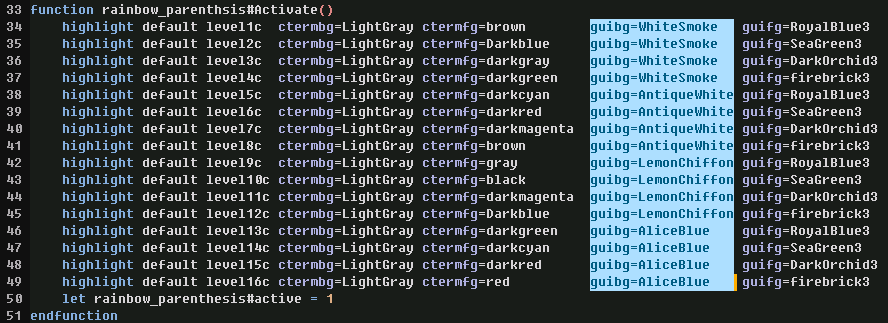 33 function rainbow_parenthsis#Activate()
34     highlight default level1c  ctermbg=LightGray ctermfg=brown        guibg=WhiteSmoke   guifg=RoyalBlue3
35     highlight default level2c  ctermbg=LightGray ctermfg=Darkblue     guibg=WhiteSmoke   guifg=SeaGreen3
36     highlight default level3c  ctermbg=LightGray ctermfg=darkgray     guibg=WhiteSmoke   guifg=DarkOrchid3
37     highlight default level4c  ctermbg=LightGray ctermfg=darkgreen    guibg=WhiteSmoke   guifg=firebrick3
38     highlight default level5c  ctermbg=LightGray ctermfg=darkcyan     guibg=AntiqueWhite guifg=RoyalBlue3
39     highlight default level6c  ctermbg=LightGray ctermfg=darkred      guibg=AntiqueWhite guifg=SeaGreen3
40     highlight default level7c  ctermbg=LightGray ctermfg=darkmagenta  guibg=AntiqueWhite guifg=DarkOrchid3
41     highlight default level8c  ctermbg=LightGray ctermfg=brown        guibg=AntiqueWhite guifg=firebrick3
42     highlight default level9c  ctermbg=LightGray ctermfg=gray         guibg=LemonChiffon guifg=RoyalBlue3
43     highlight default level10c ctermbg=LightGray ctermfg=black        guibg=LemonChiffon guifg=SeaGreen3
44     highlight default level11c ctermbg=LightGray ctermfg=darkmagenta  guibg=LemonChiffon guifg=DarkOrchid3
45     highlight default level12c ctermbg=LightGray ctermfg=Darkblue     guibg=LemonChiffon guifg=firebrick3
46     highlight default level13c ctermbg=LightGray ctermfg=darkgreen    guibg=AliceBlue    guifg=RoyalBlue3
47     highlight default level14c ctermbg=LightGray ctermfg=darkcyan     guibg=AliceBlue    guifg=SeaGreen3
48     highlight default level15c ctermbg=LightGray ctermfg=darkred      guibg=AliceBlue    guifg=DarkOrchid3
49     highlight default level16c ctermbg=LightGray ctermfg=red          guibg=AliceBlue    guifg=firebrick3
50     let rainbow_parenthesis#active = 1
51 endfunction